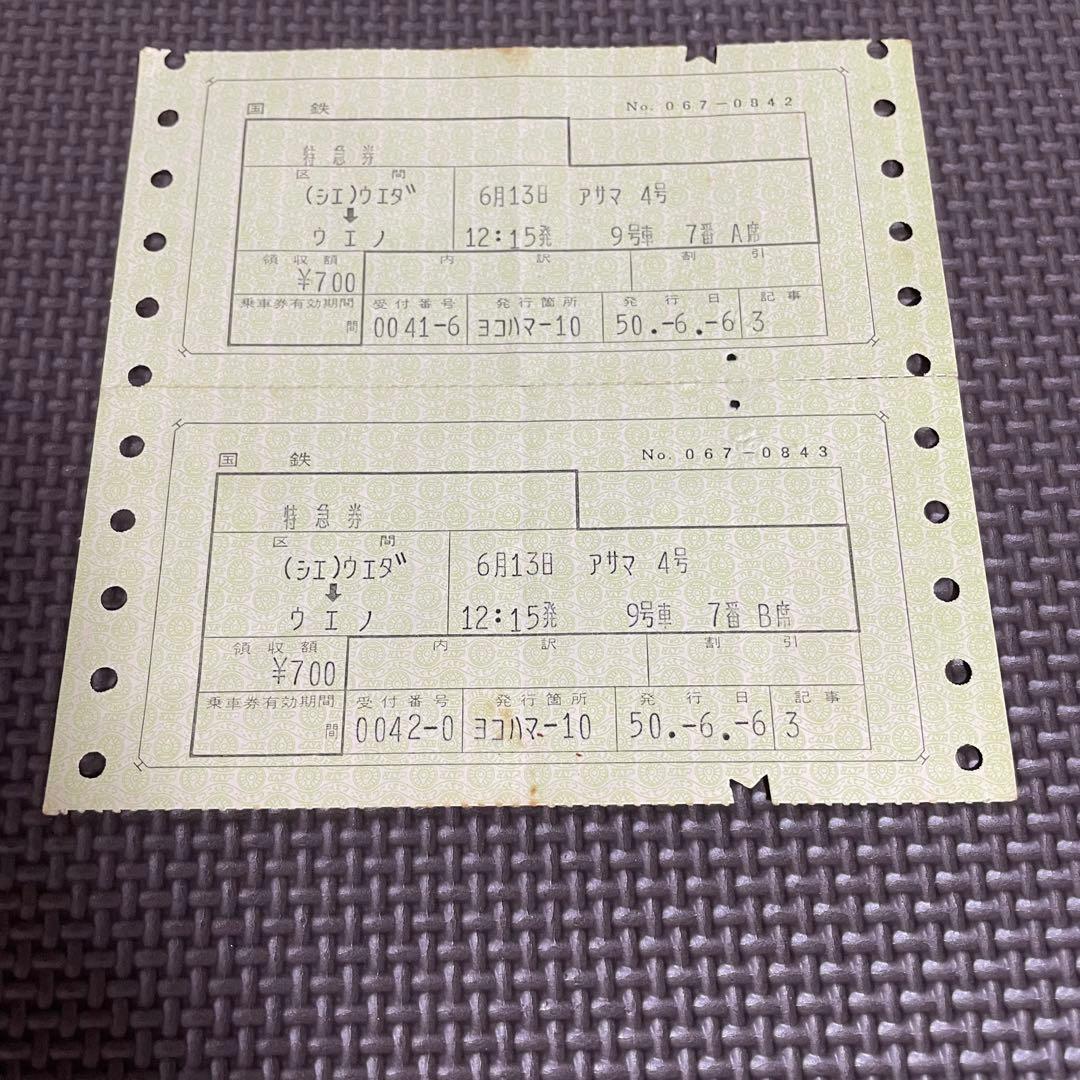 国鉄 No. 067-0842
特急券
区間
(シエ)ウエダ 6月13日 アサマ 4号
⬇
ウエノ 12:15発 9号車 7番 A席
領収額 内訳 割引
¥700
乗車券有効期間 受付番号 発行箇所 発行日 記事
間 0041-6 ヨコハマ-10 50.-6.-6 3
国鉄 No. 067-0843
特急券
区間
(シエ)ウエダ 6月13日 アサマ 4号
⬇
ウエノ 12:15発 9号車 7番 B席
領収額 内訳 割引
¥700
乗車券有効期間 受付番号 発行箇所 発行日 記事
間 0042-0 ヨコハマ-10 50.-6.-6 3